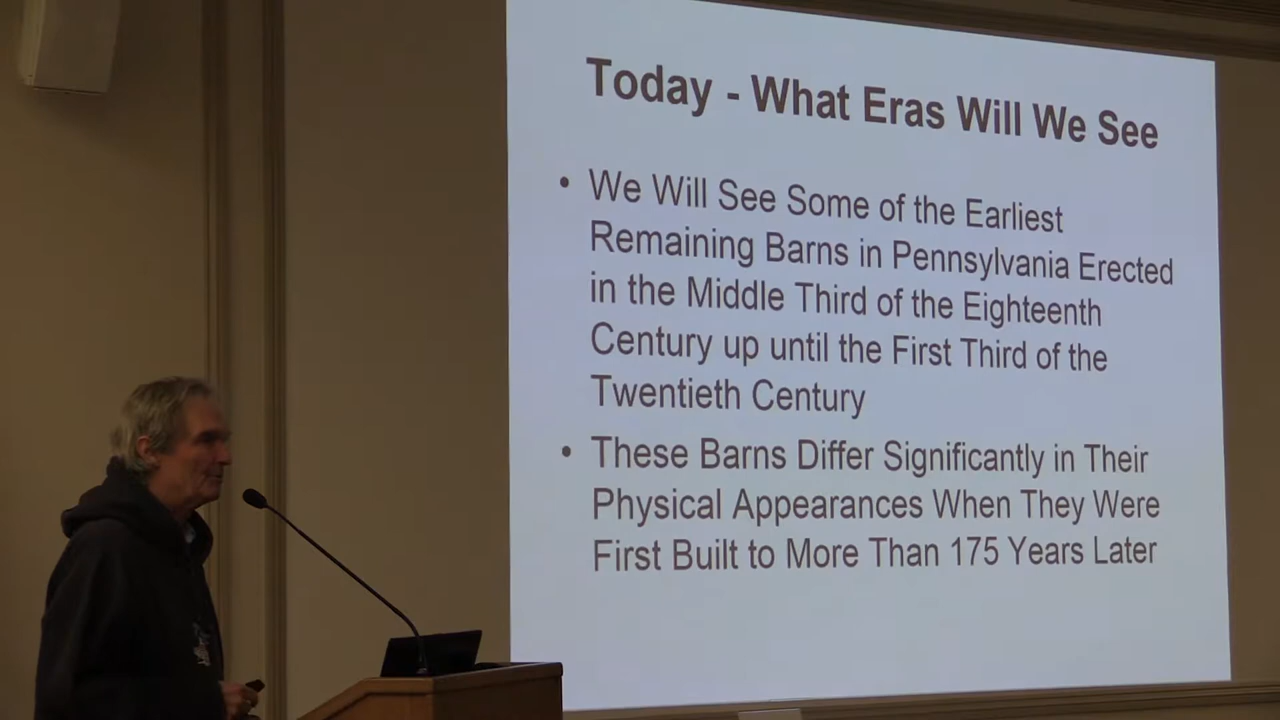 Today - What Eras Will We See
• We Will See Some of the Earliest
Remaining Barns in Pennsylvania Erected
in the Middle Third of the Eighteenth
Century up until the First Third of the
Twentieth Century
• These Barns Differ Significantly in Their
Physical Appearances When They Were
First Built to More Than 175 Years Later